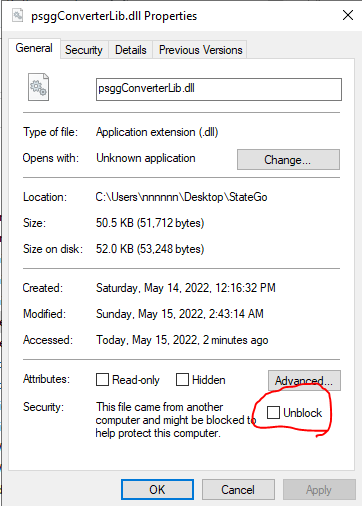 psggConverterLib.dll Properties
General Security Details Previous Versions
psggConverterLib.dll
Type of file: Application extension (.dll)
Opens with: Unknown application Change...
Location: C:\Users\nnnnnn\Desktop\StateGo
Size: 50.5 KB (51,712 bytes)
Size on disk: 52.0 KB (53,248 bytes)
Created: Saturday, May 14, 2022, 12:16:32 PM
Modified: Sunday, May 15, 2022, 2:43:14 AM
Accessed: Today, May 15, 2022, 2 minutes ago
Attributes: Read-only Hidden Advanced...
Security: This file came from another
computer and might be blocked to
help protect this computer.
Unblock
OK Cancel Apply